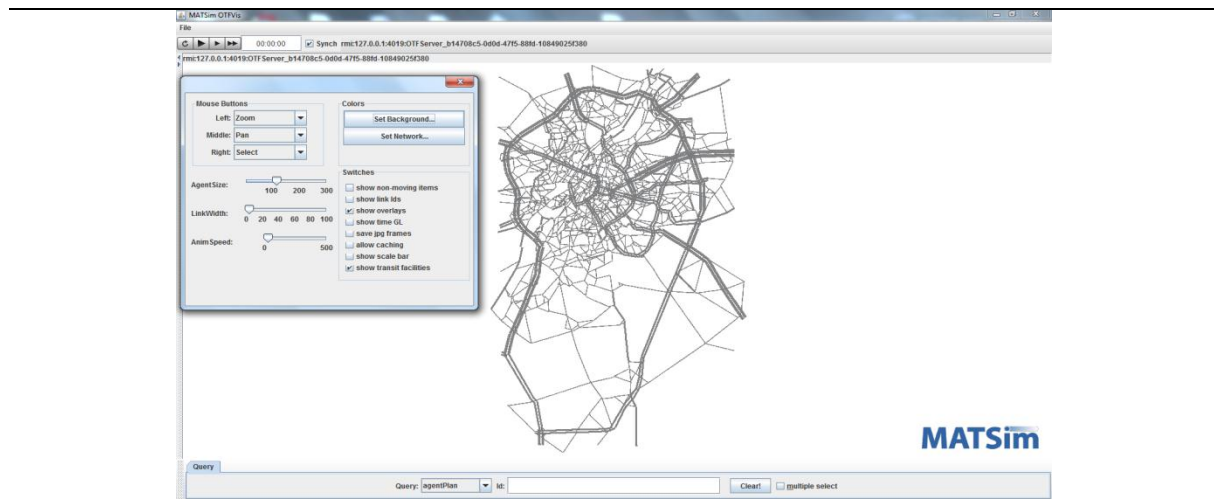 MATSim OTFVis
File
00:00:00 Synch rmi:127.0.0.1:4019:OTFServer_b14708c5-0d0d-47f5-88fd-10849025f380
rmi:127.0.0.1:4019:OTFServer_b14708c5-0d0d-47f5-88fd-10849025f380
Mouse Buttons
Left: Zoom
Middle: Pan
Right: Select
Colors
Set Background...
Set Network...
AgentSize:
100 200 300
LinkWidth:
0 20 40 60 80 100
AnimSpeed:
0 500
Switches
show non-moving items
show link Ids
show overlays
show time GL
save jpg frames
allow caching
show scale bar
show transit facilities
MATSim
Query
Query: agentPlan Id: Clear! multiple select